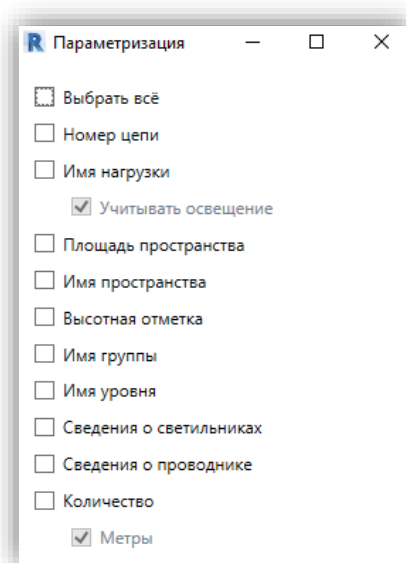 R Параметризация
Выбрать всё
Номер цепи
Имя нагрузки
Учитывать освещение
Площадь пространства
Имя пространства
Высотная отметка
Имя группы
Имя уровня
Сведения о светильниках
Сведения о проводнике
Количество
Метры